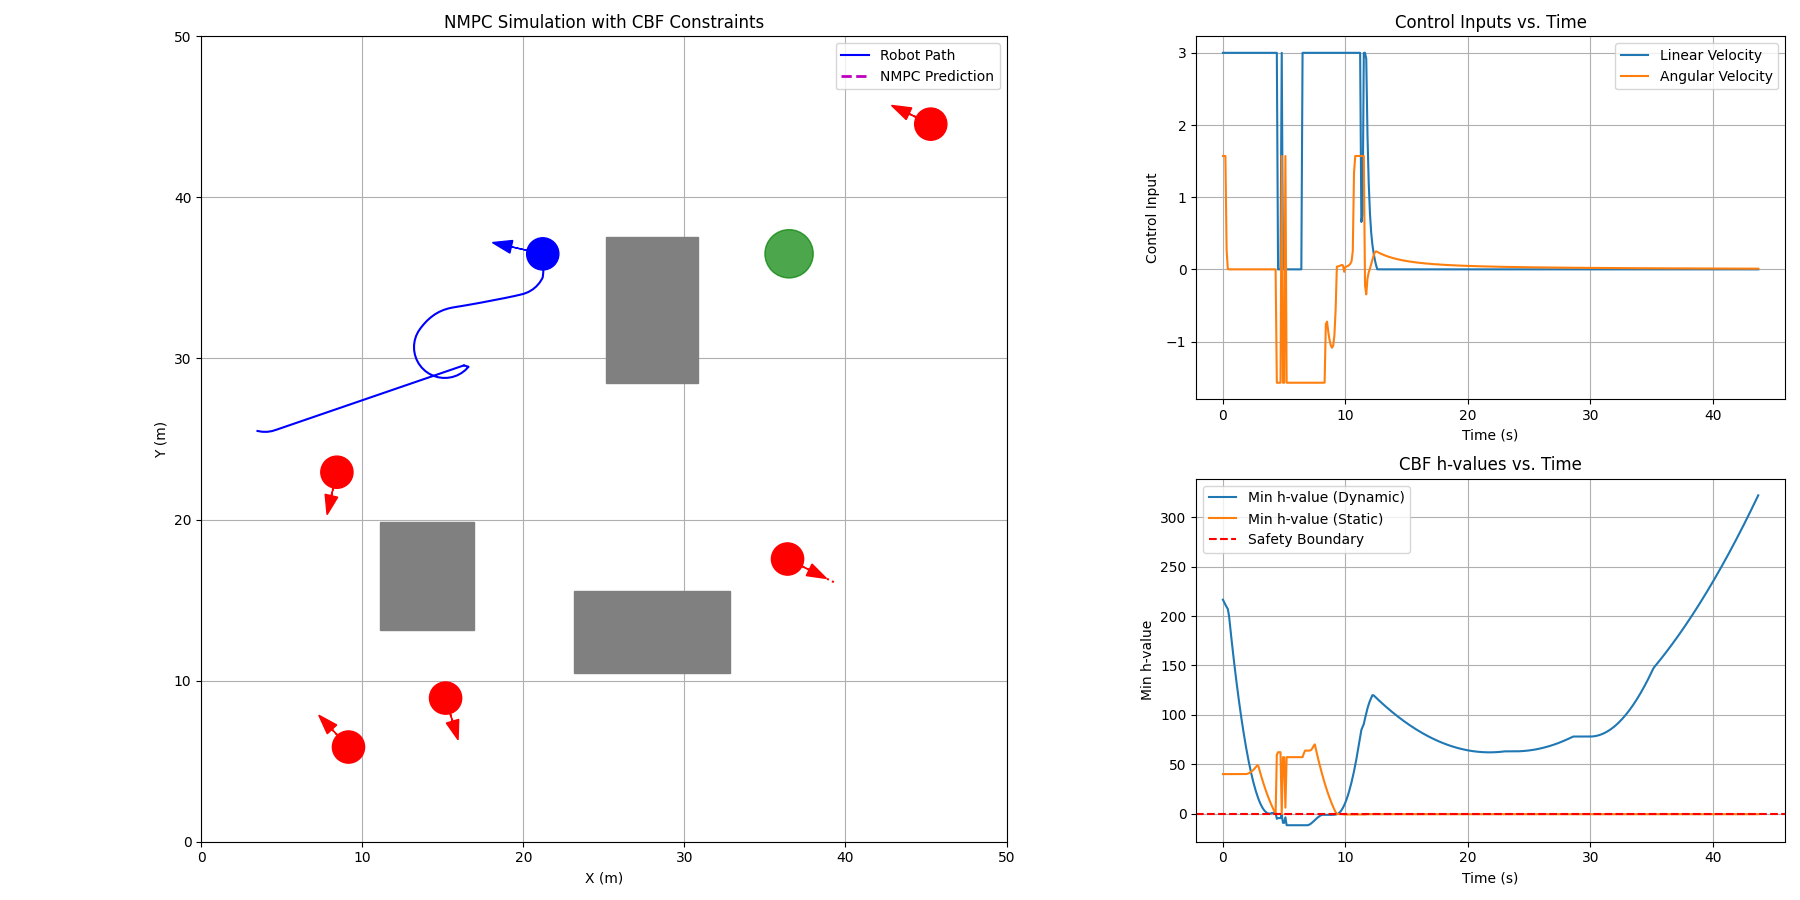 NMPC Simulation with CBF Constraints
Robot Path
NMPC Prediction
50
40
30
20
10
0
0 10 20 30 40 50
Y (m)
X (m)
Control Inputs vs. Time
Linear Velocity
Angular Velocity
3
2
1
0
−1
0 10 20 30 40
Control Input
Time (s)
CBF h-values vs. Time
Min h-value (Dynamic)
Min h-value (Static)
Safety Boundary
300
250
200
150
100
50
0
0 10 20 30 40
Min h-value
Time (s)